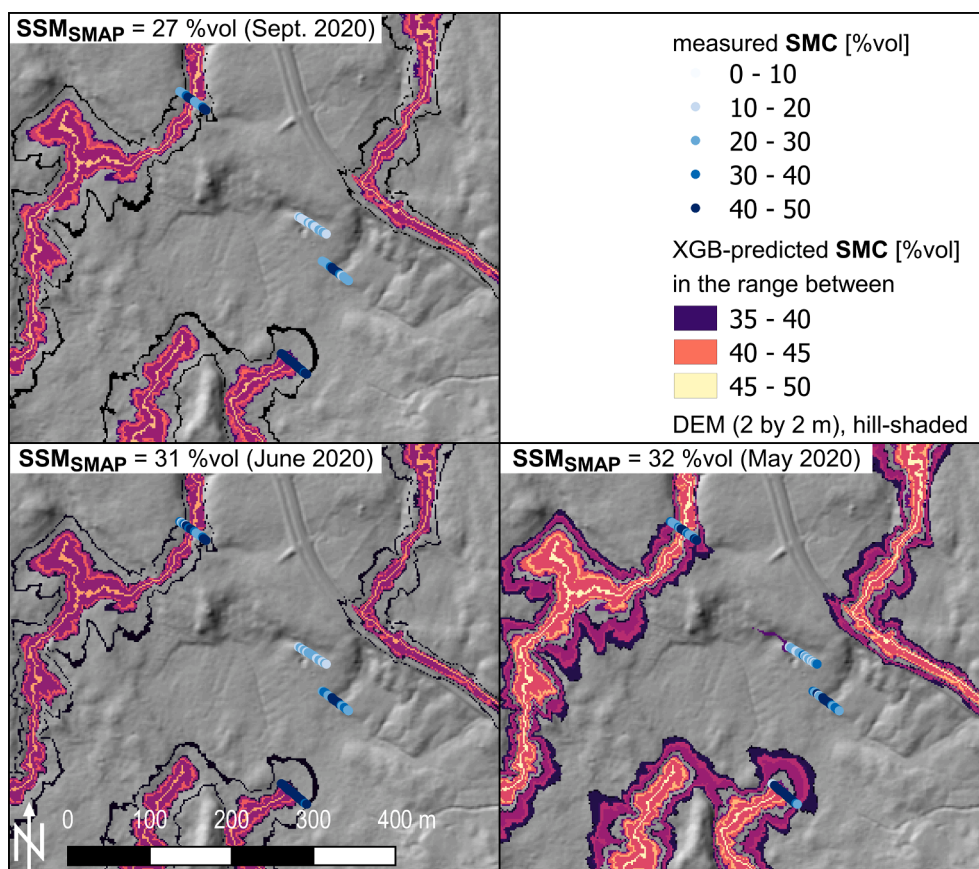 SSMSMAP = 27 %vol (Sept. 2020)
measured SMC [%vol]
0 - 10
10 - 20
20 - 30
30 - 40
40 - 50
XGB-predicted SMC [%vol]
in the range between
35 - 40
40 - 45
45 - 50
DEM (2 by 2 m), hill-shaded
SSMSMAP = 31 %vol (June 2020)
SSMSMAP = 32 %vol (May 2020)
N
0 100 200 300 400 m